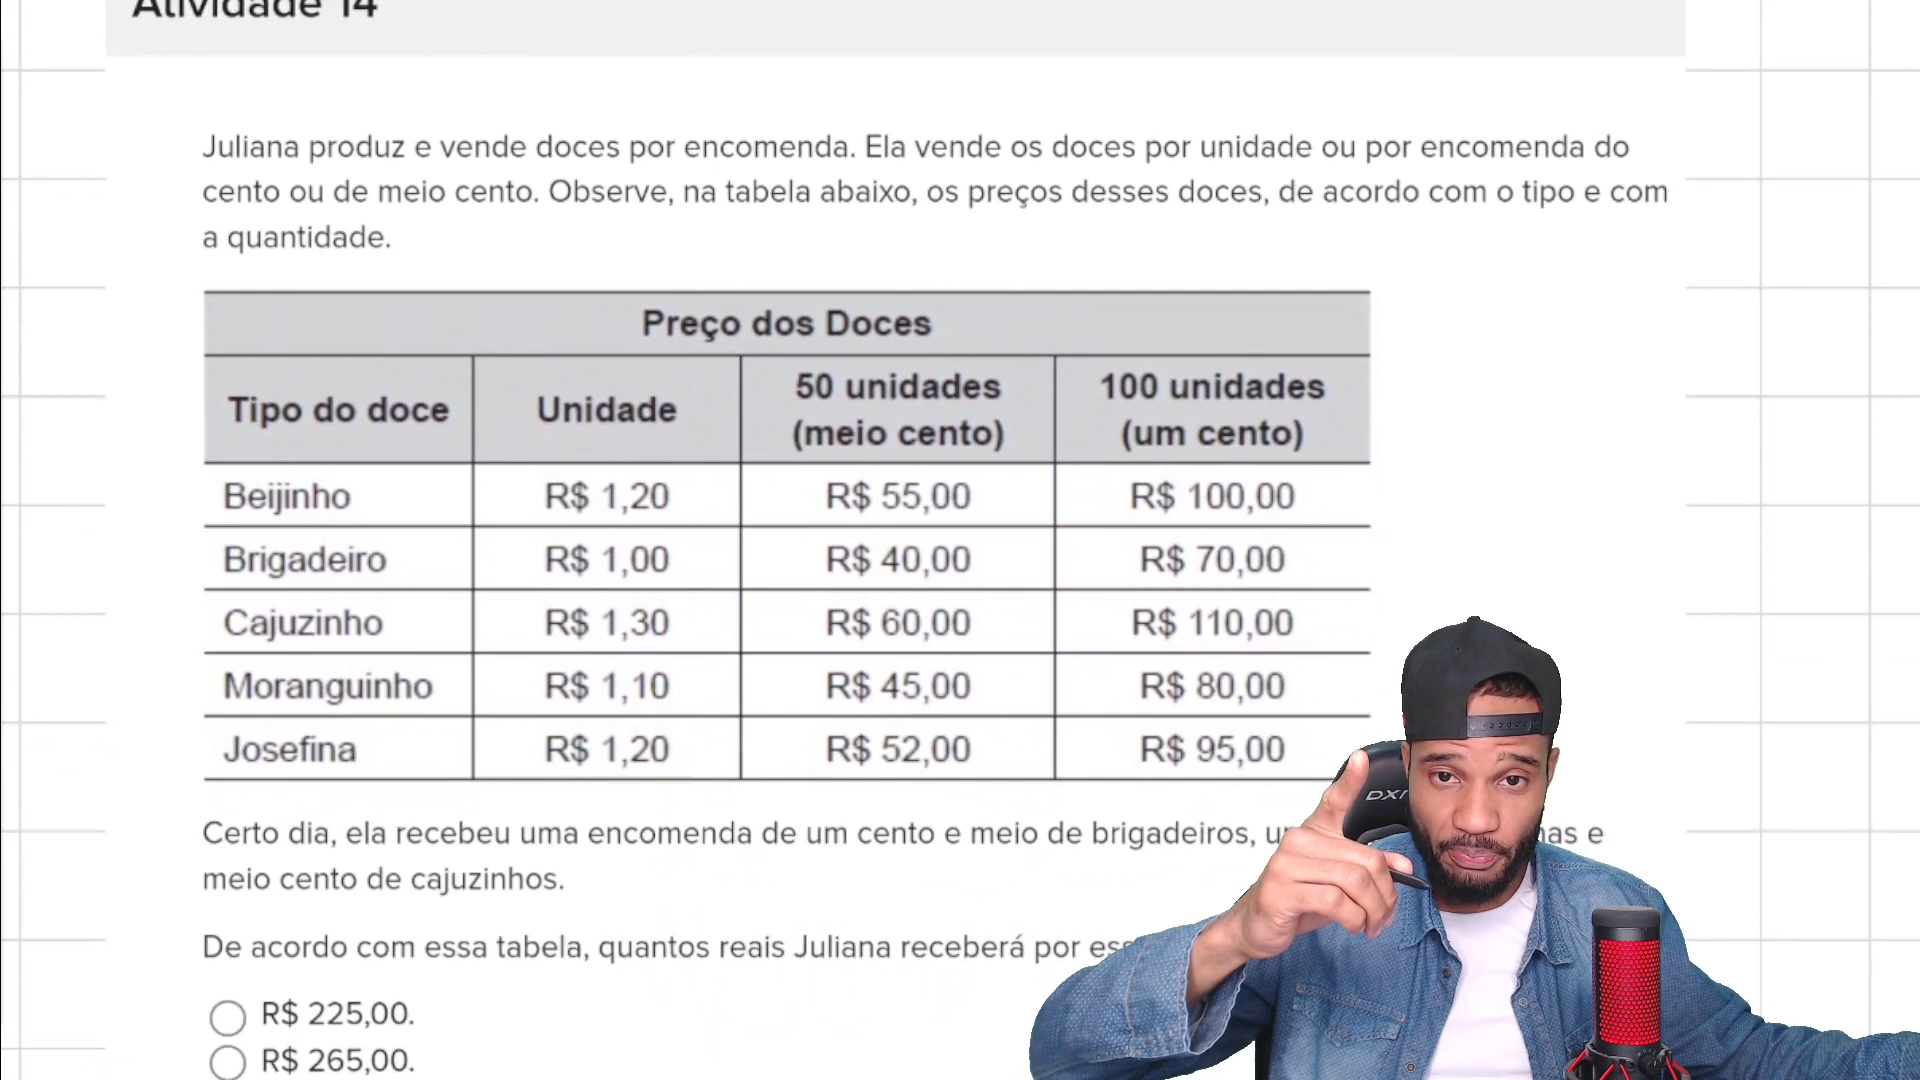 Atividade 14
Juliana produz e vende doces por encomenda. Ela vende os doces por unidade ou por encomenda do
cento ou de meio cento. Observe, na tabela abaixo, os preços desses doces, de acordo com o tipo e com
a quantidade.
Preço dos Doces
Tipo do doce Unidade 50 unidades (meio cento) 100 unidades (um cento)
Beijinho R$ 1,20 R$ 55,00 R$ 100,00
Brigadeiro R$ 1,00 R$ 40,00 R$ 70,00
Cajuzinho R$ 1,30 R$ 60,00 R$ 110,00
Moranguinho R$ 1,10 R$ 45,00 R$ 80,00
Josefina R$ 1,20 R$ 52,00 R$ 95,00
Certo dia, ela recebeu uma encomenda de um cento e meio de brigadeiros, e
meio cento de cajuzinhos.
De acordo com essa tabela, quantos reais Juliana receberá por
R$ 225,00.
R$ 265,00.